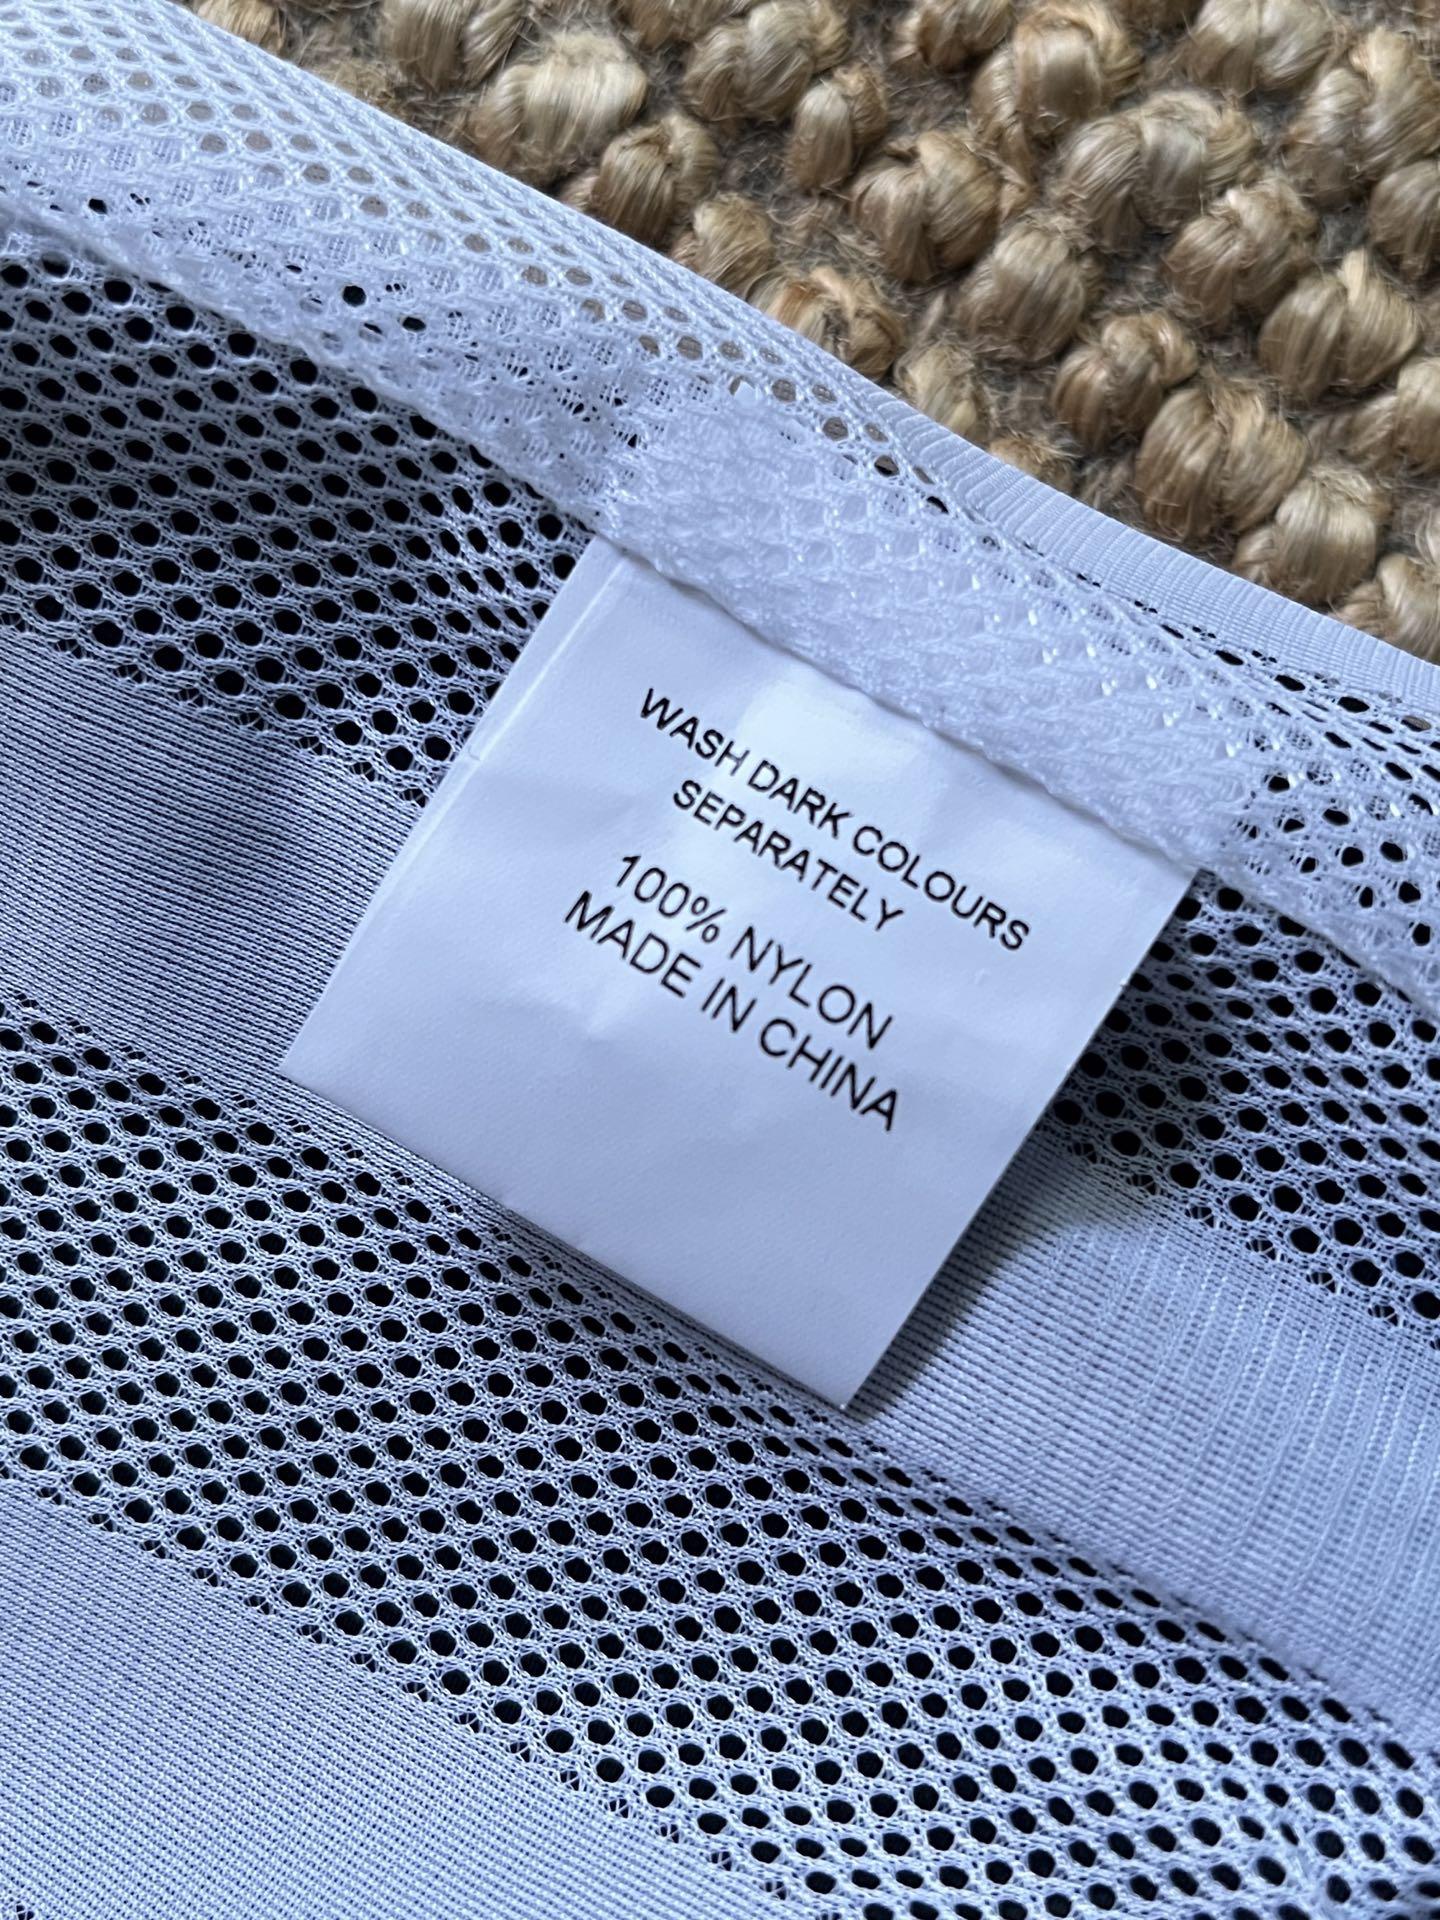 WASH DARK COLOURS
SEPARATELY
100% NYLON
MADE IN CHINA